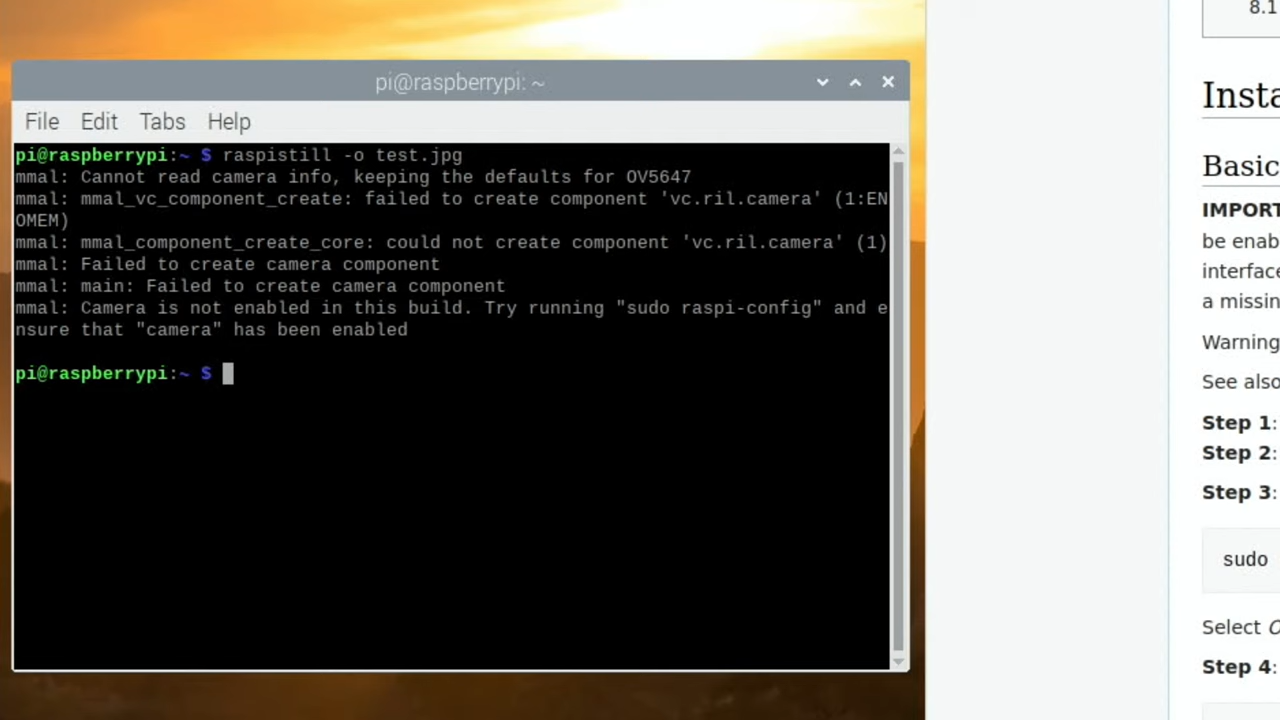 pi@raspberrypi: ~
File Edit Tabs Help
pi@raspberrypi:~ $ raspistill -o test.jpg
mmal: Cannot read camera info, keeping the defaults for OV5647
mmal: mmal_vc_component_create: failed to create component 'vc.ril.camera' (1:EN
OMEM)
mmal: mmal_component_create_core: could not create component 'vc.ril.camera' (1)
mmal: Failed to create camera component
mmal: main: Failed to create camera component
mmal: Camera is not enabled in this build. Try running "sudo raspi-config" and e
nsure that "camera" has been enabled
pi@raspberrypi:~ $
8.1
Insta
Basic
IMPORT
be enab
interface
a missin
Warning
See also
Step 1:
Step 2:
Step 3:
sudo
Select
Step 4: